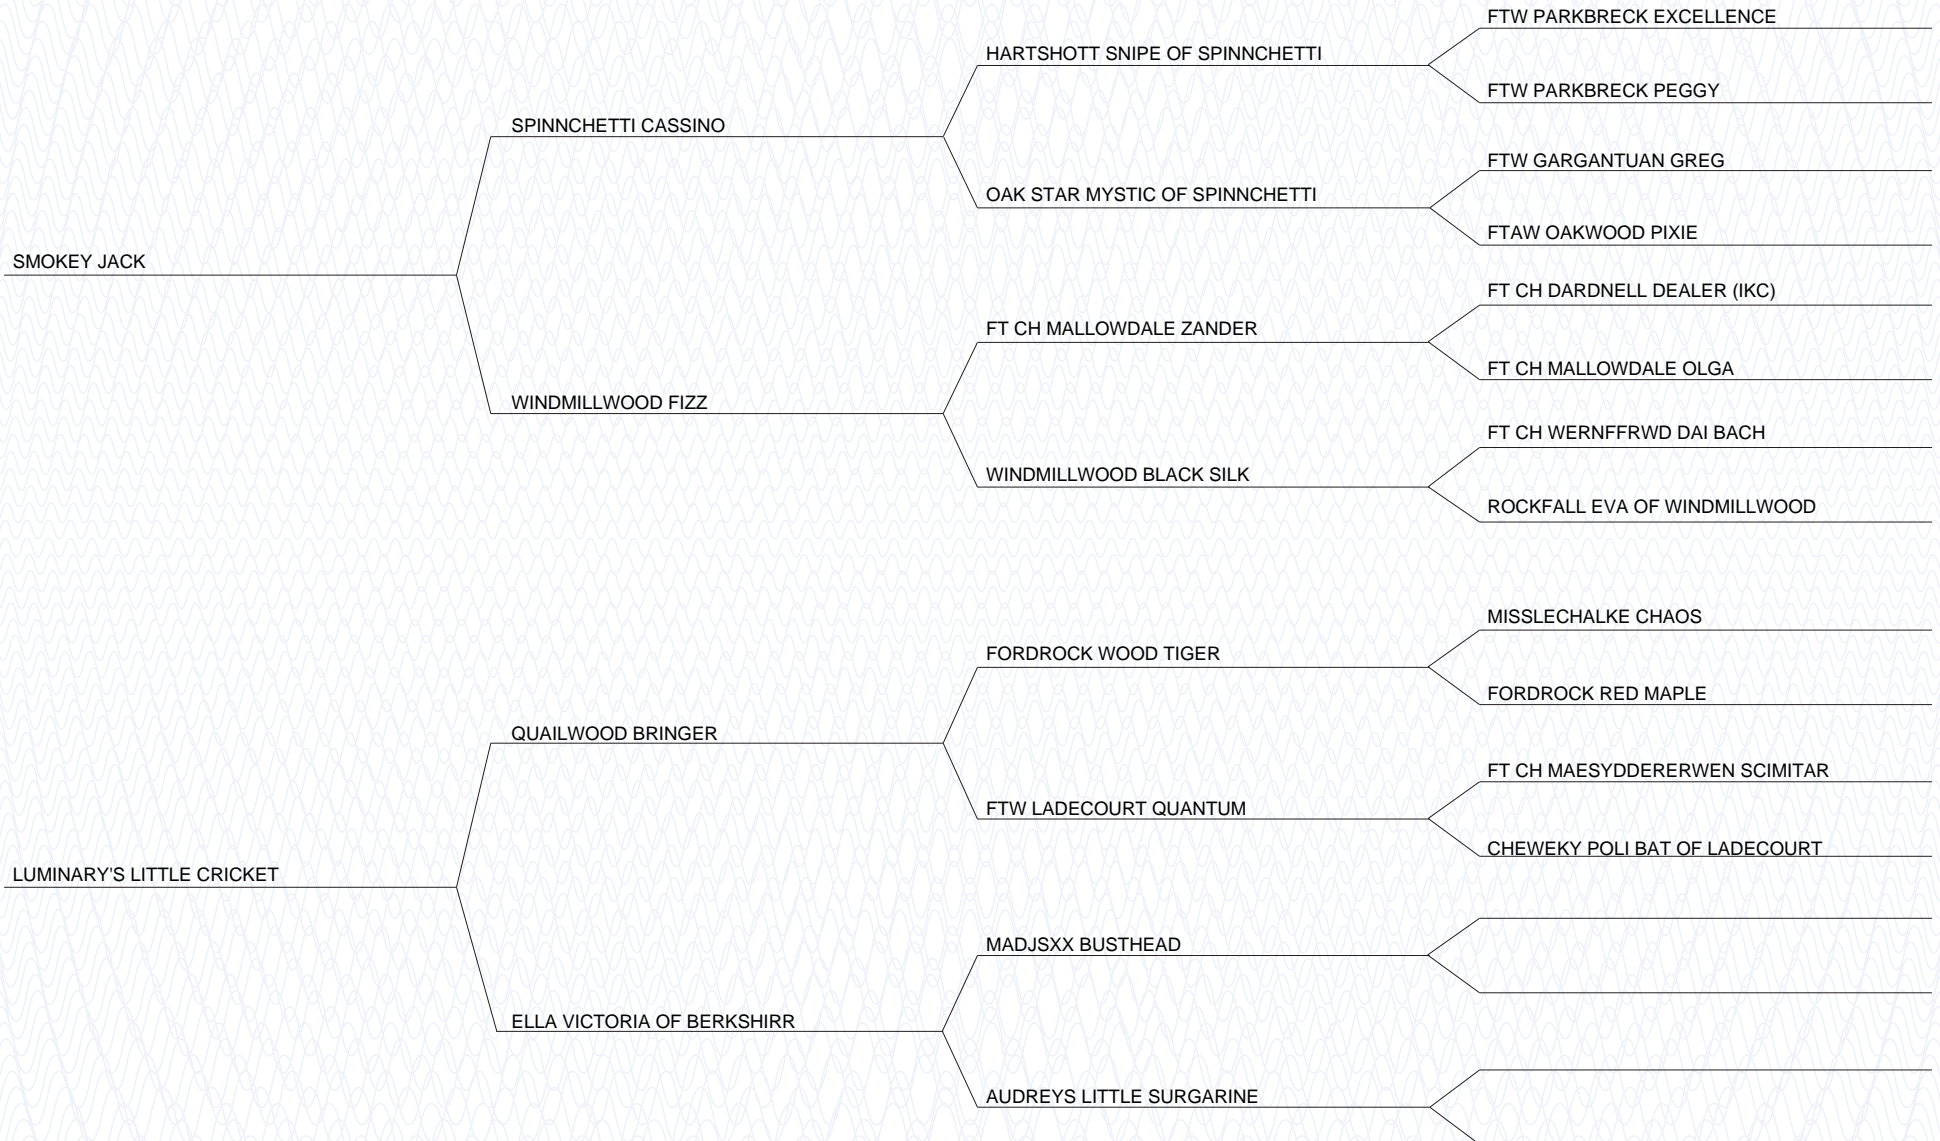 FTW PARKBRECK EXCELLENCE
HARTSHOTT SNIPE OF SPINNCHETTI
FTW PARKBRECK PEGGY
SPINNCHETTI CASSINO
FTW GARGANTUAN GREG
OAK STAR MYSTIC OF SPINNCHETTI
FTAW OAKWOOD PIXIE
SMOKEY JACK
FT CH DARDNELL DEALER (IKC)
FT CH MALLOWDALE ZANDER
FT CH MALLOWDALE OLGA
WINDMILLWOOD FIZZ
FT CH WERNFFRWD DAI BACH
WINDMILLWOOD BLACK SILK
ROCKFALL EVA OF WINDMILLWOOD
MISSLECHALKE CHAOS
FORDROCK WOOD TIGER
FORDROCK RED MAPLE
QUAILWOOD BRINGER
FT CH MAESYDDERERWEN SCIMITAR
FTW LADECOURT QUANTUM
CHEWEKY POLI BAT OF LADECOURT
LUMINARY'S LITTLE CRICKET
MADJSXX BUSTHEAD
ELLA VICTORIA OF BERKSHIRR
AUDREYS LITTLE SURGARINE